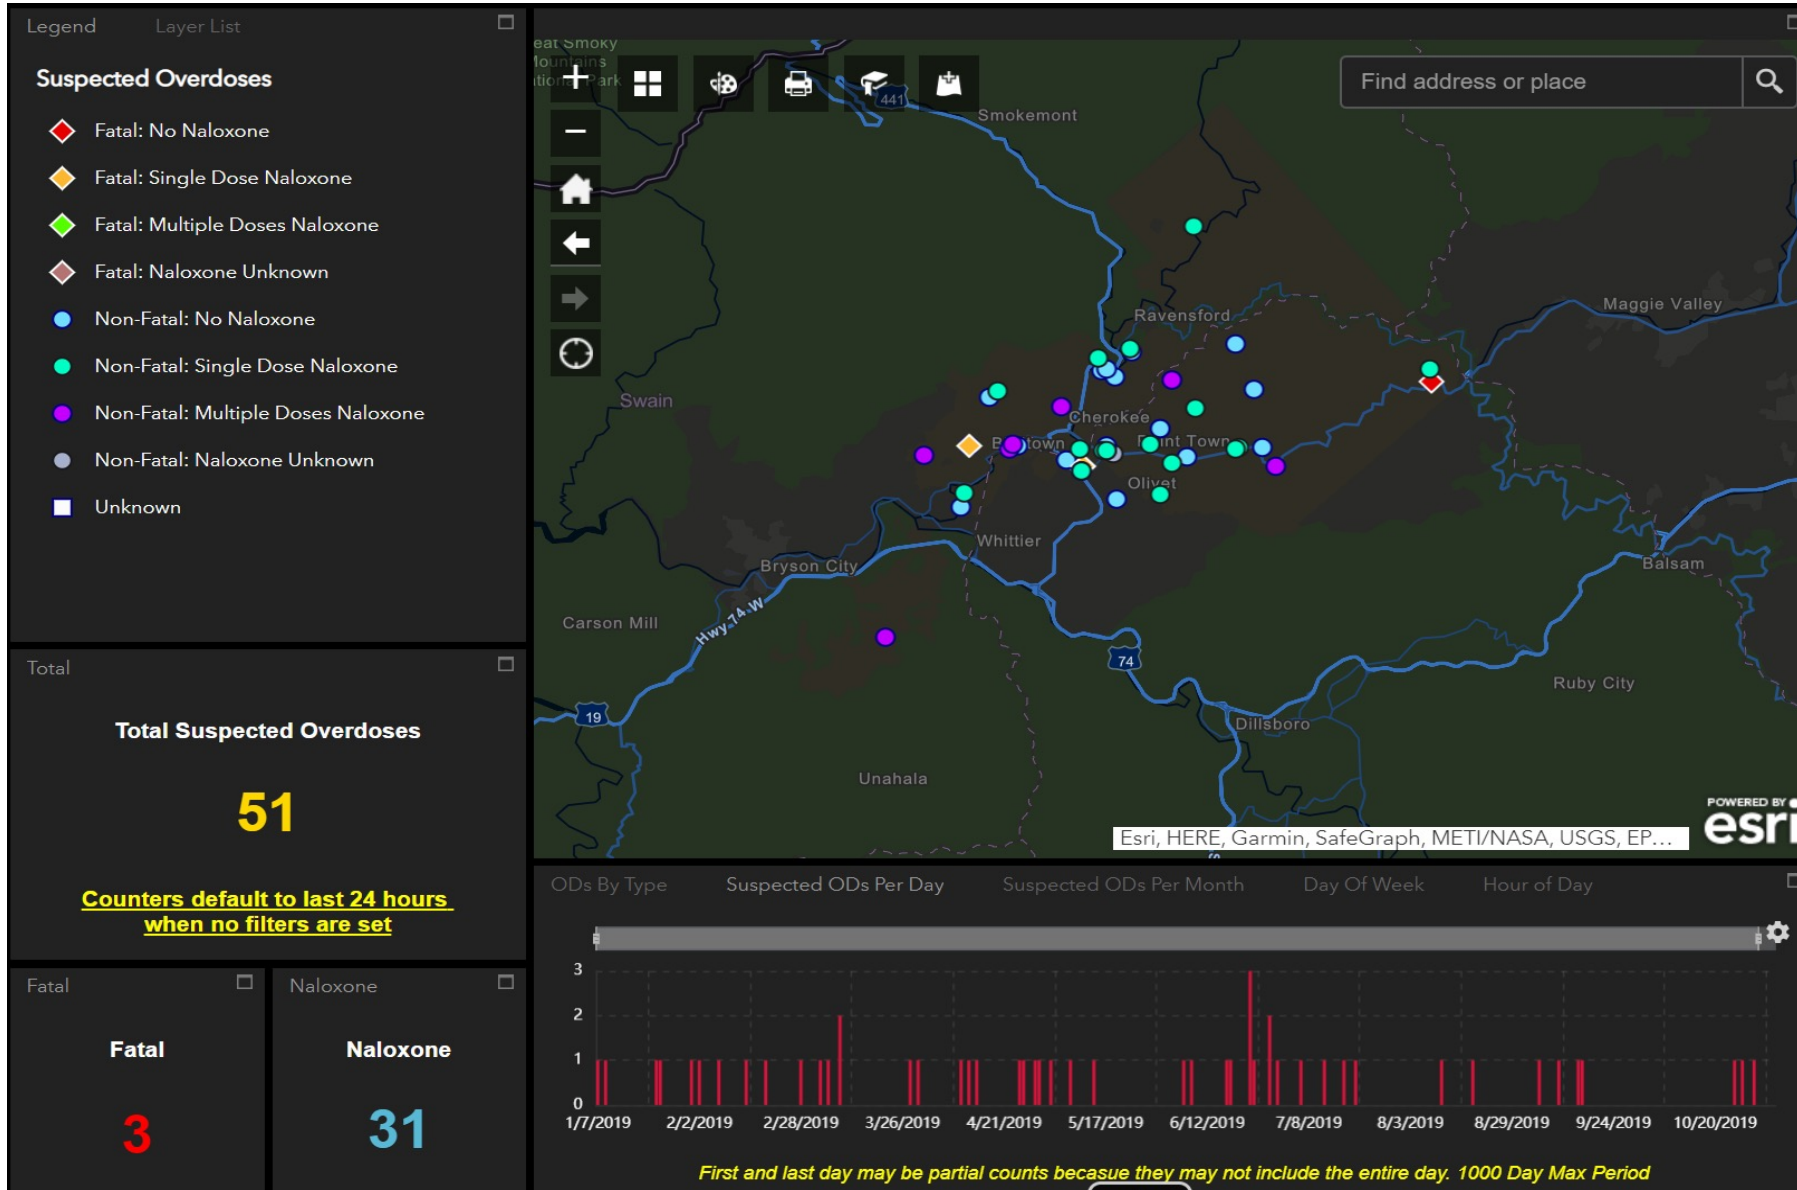 Legend
Layer List
Suspected Overdoses
Fatal: No Naloxone
Fatal: Single Dose Naloxone
Fatal: Multiple Doses Naloxone
Fatal: Naloxone Unknown
Non-Fatal: No Naloxone
Non-Fatal: Single Dose Naloxone
Non-Fatal: Multiple Doses Naloxone
Non-Fatal: Naloxone Unknown
Unknown
Total
Total Suspected Overdoses
51
Counters default to last 24 hours
when no filters are set
Fatal
Fatal
3
Naloxone
Naloxone
31
eat Smoky
Mountains
Park
441
Find address or place
Smokemont
Ravensford
Maggie Valley
Swain
Cherokee
Olivet
Whittier
Bryson City
Balsam
Carson Mill
Hwy 74 W
74
Ruby City
19
Dillsboro
Unahala
POWERED BY
esri
Esri, HERE, Garmin, SafeGraph, METI/NASA, USGS, EP...
ODs By Type
Suspected ODs Per Day
Suspected ODs Per Month
Day Of Week
Hour of Day
3
2
1
0
1/7/2019 2/2/2019 2/28/2019 3/26/2019 4/21/2019 5/17/2019 6/12/2019 7/8/2019 8/3/2019 8/29/2019 9/24/2019 10/20/2019
First and last day may be partial counts becasue they may not include the entire day. 1000 Day Max Period